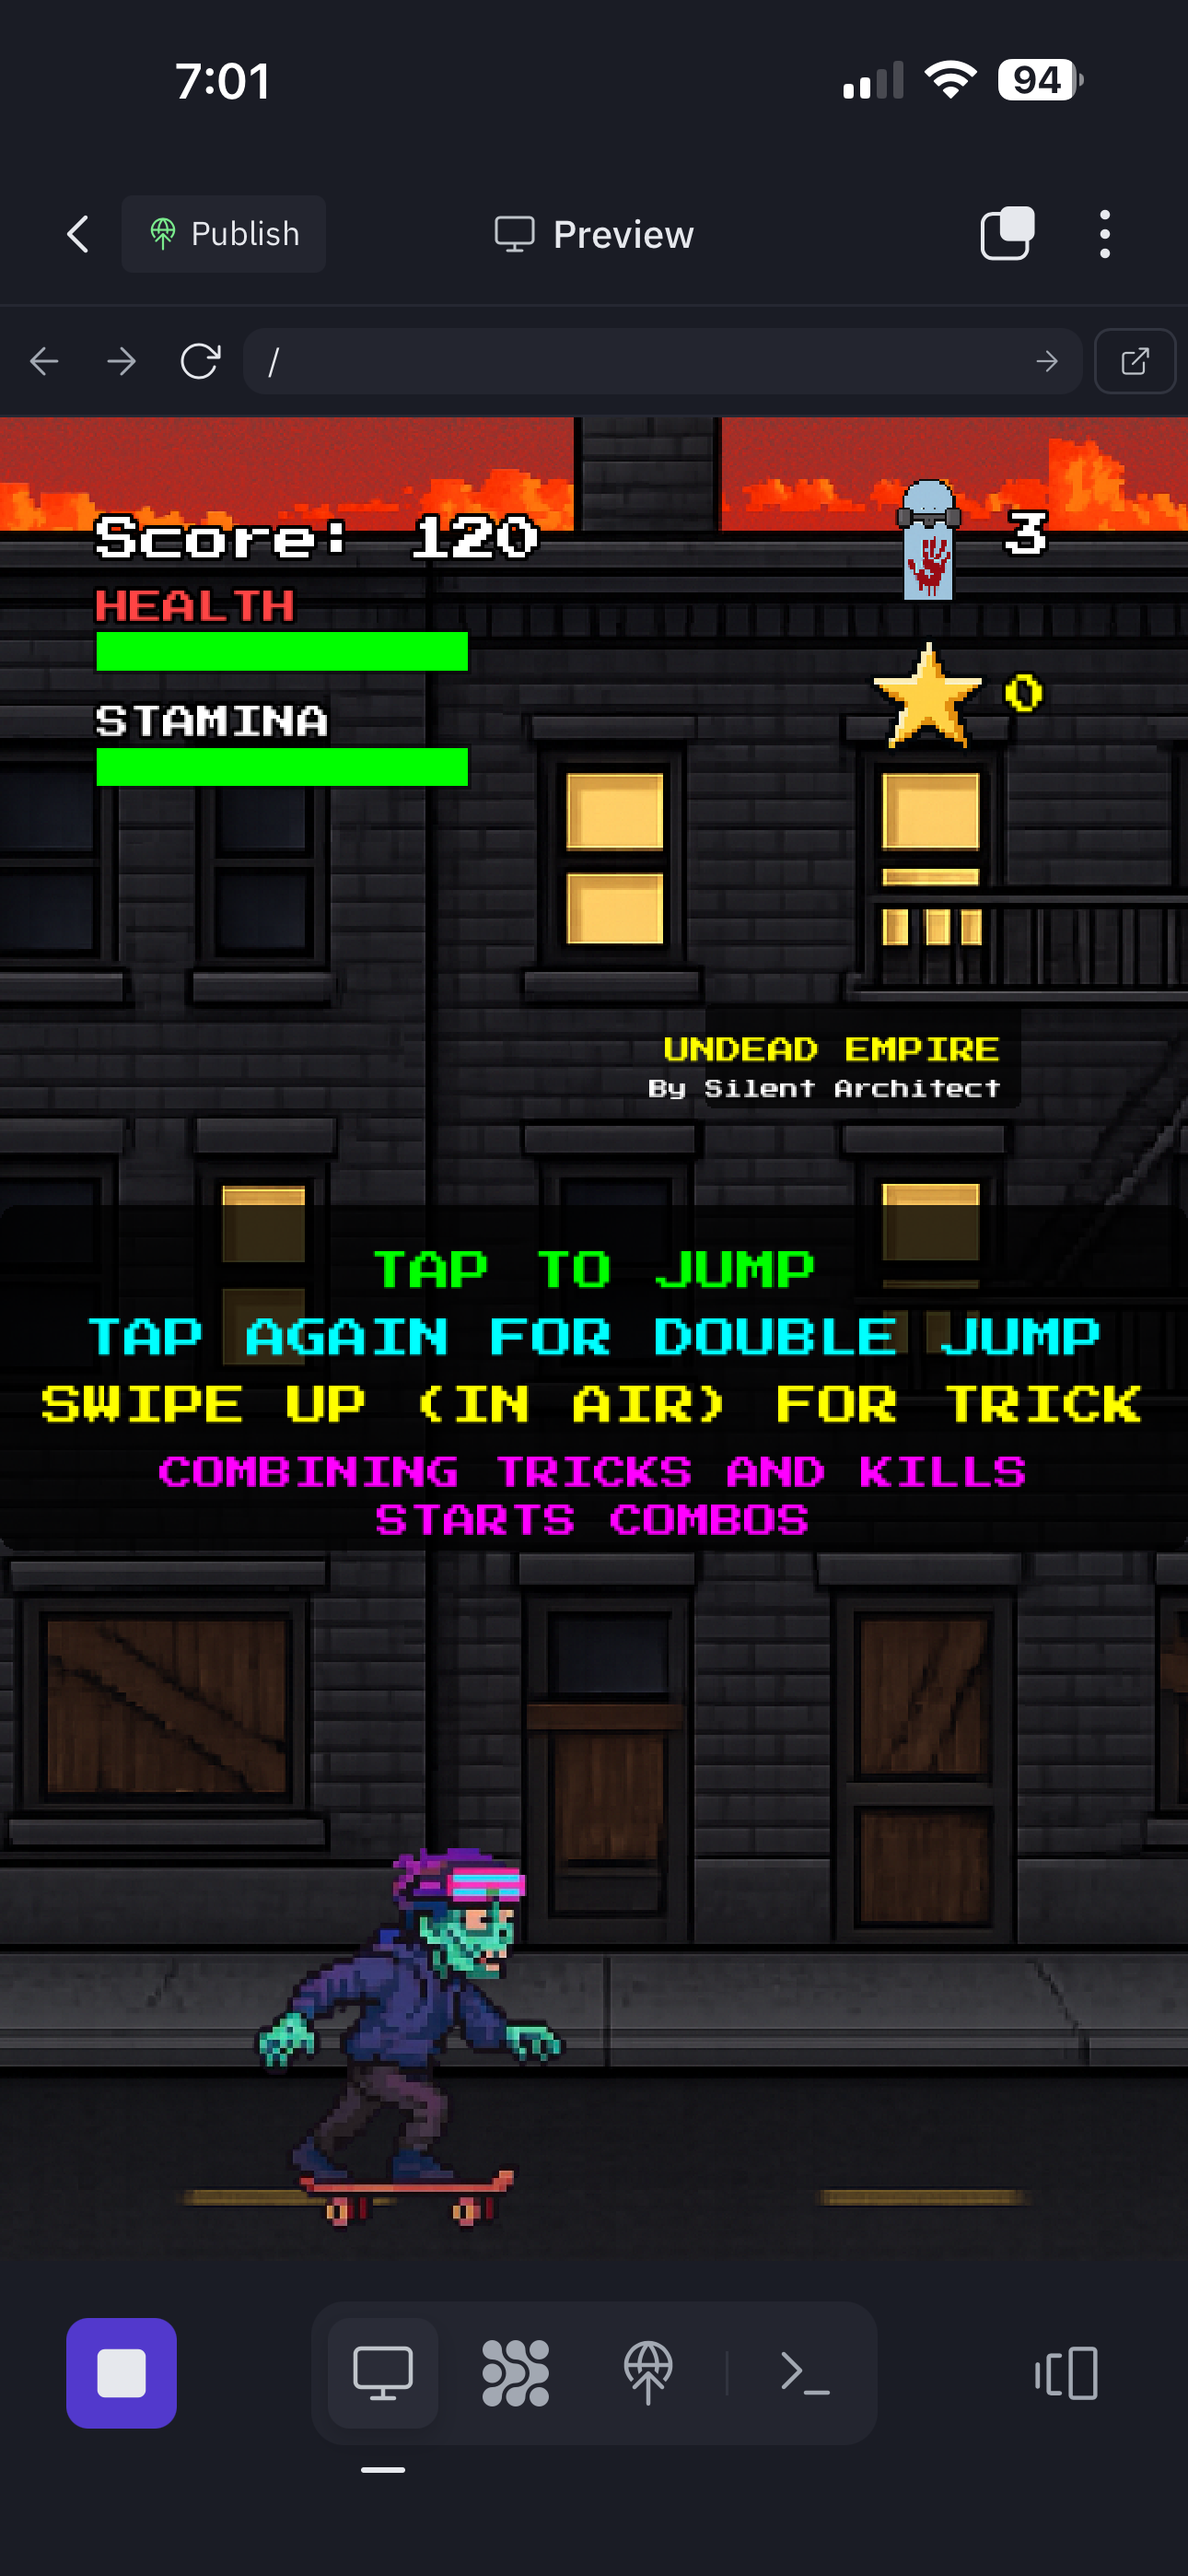 7:01
94
Publish
Preview
/
Score: 120
3
HEALTH
0
STAMINA
UNDEAD EMPIRE
By Silent Architect
TAP TO JUMP
TAP AGAIN FOR DOUBLE JUMP
SWIPE UP (IN AIR) FOR TRICK
COMBINING TRICKS AND KILLS
STARTS COMBOS